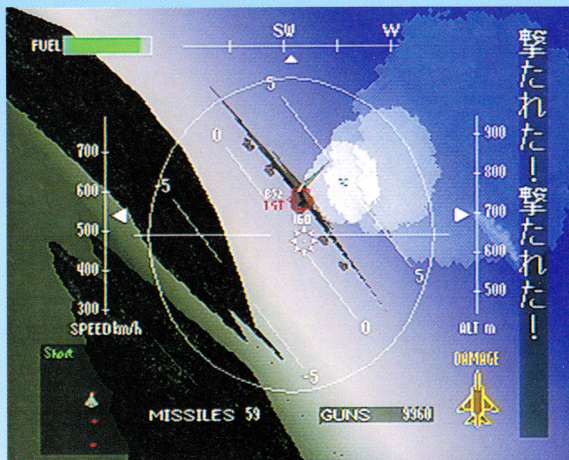 FUEL
SW
W
撃たれた!撃たれた!
5
0
-5
B52
TGT
160
5
0
-5
700
600
500
400
300
SPEED km/h
900
800
700
600
500
ALT m
Short
DAMAGE
MISSILES 59
GUNS 9960